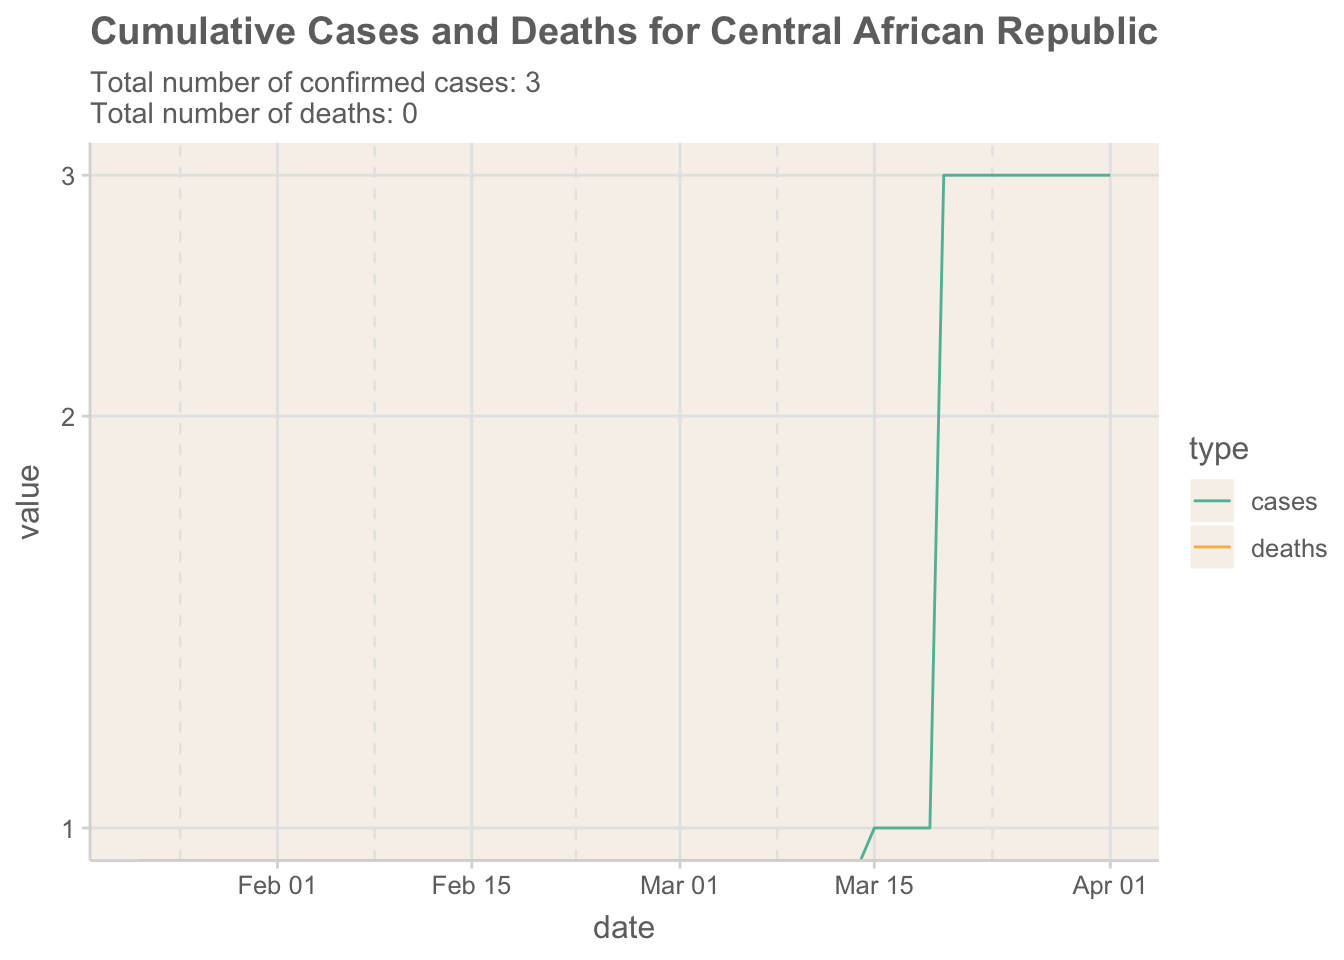 Cumulative Cases and Deaths for Central African Republic
Total number of confirmed cases: 3
Total number of deaths: 0
3
2
1
value
Feb 01
Feb 15
Mar 01
Mar 15
Apr 01
date
type
cases
deaths